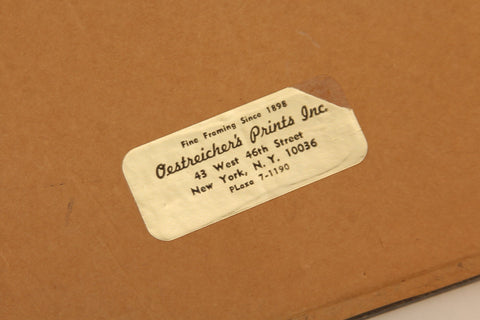 Fine Framing Since 1898
Oestreicher's Prints Inc.
43 West 46th Street
New York, N.Y. 10036
PLaza 7-1190